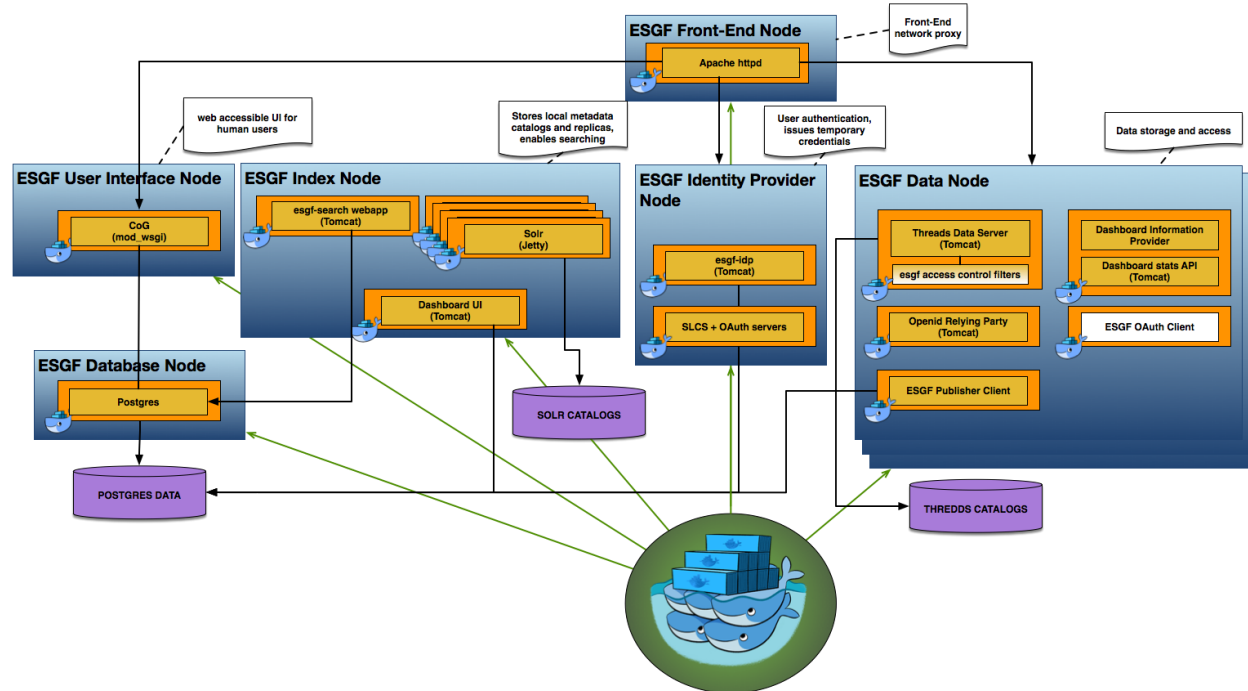 ESGF Front-End Node
Apache httpd
Front-End
network proxy
web accessible UI for
human users
Stores local metadata
catalogs and replicas,
enables searching
User authentication,
issues temporary
credentials
Data storage and access
ESGF User Interface Node
CoG
(mod_wsgi)
ESGF Index Node
esgf-search webapp
(Tomcat)
Solr
(Jetty)
Dashboard UI
(Tomcat)
ESGF Identity Provider
Node
esgf-idp
(Tomcat)
SLCS + OAuth servers
ESGF Data Node
Threads Data Server
(Tomcat)
esgf access control filters
Dashboard Information
Provider
Dashboard stats API
(Tomcat)
Openid Relying Party
(Tomcat)
ESGF OAuth Client
ESGF Publisher Client
ESGF Database Node
Postgres
SOLR CATALOGS
POSTGRES DATA
THREDDS CATALOGS